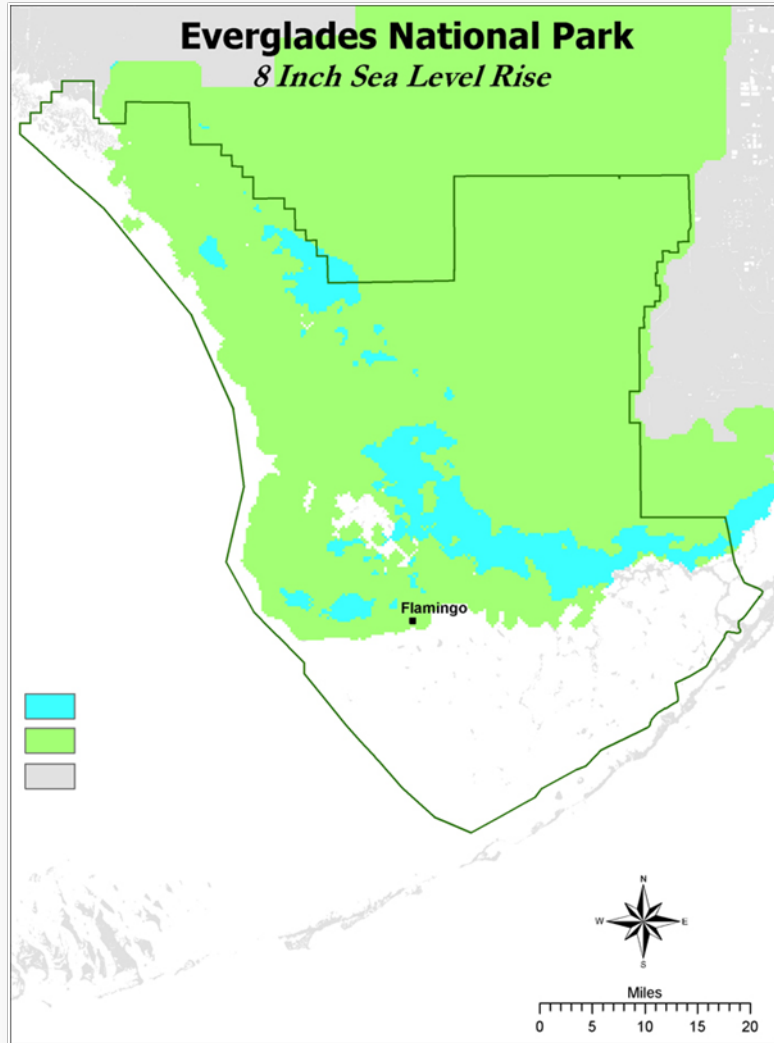 Everglades National Park
8 Inch Sea Level Rise
Flamingo
N
W E
S
Miles
0 5 10 15 20